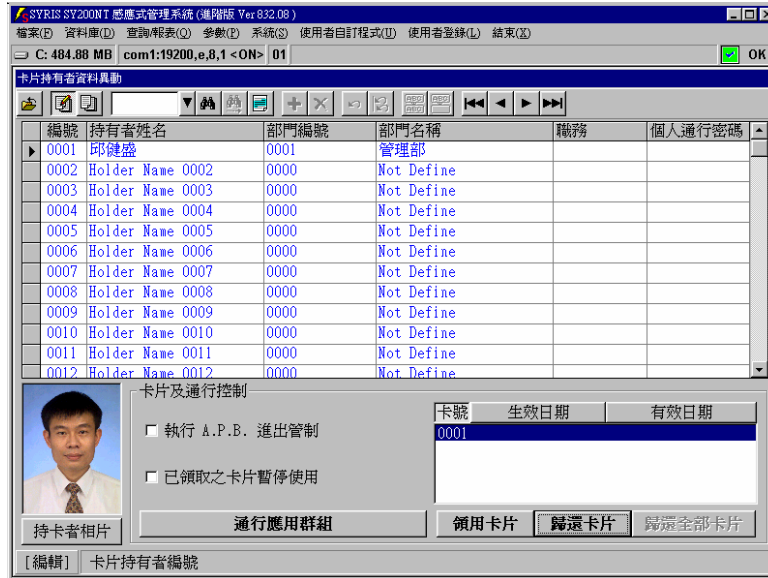 SYRIS SY200NT 感應式管理系統 (進階版 Ver 832.08 )
檔案(F) 資料庫(D) 查詢/報表(Q) 參數(P) 系統(S) 使用者自訂程式(U) 使用者登錄(L) 結束(X)
C: 484.88 MB com1:19200,e,8,1 <ON> 01 OK
卡片持有者資料異動
編號 持有者姓名 部門編號 部門名稱 職務 個人通行密碼
0001 邱健盛 0001 管理部
0002 Holder Name 0002 0000 Not Define
0003 Holder Name 0003 0000 Not Define
0004 Holder Name 0004 0000 Not Define
0005 Holder Name 0005 0000 Not Define
0006 Holder Name 0006 0000 Not Define
0007 Holder Name 0007 0000 Not Define
0008 Holder Name 0008 0000 Not Define
0009 Holder Name 0009 0000 Not Define
0010 Holder Name 0010 0000 Not Define
0011 Holder Name 0011 0000 Not Define
0012 Holder Name 0012 0000 Not Define
卡片及通行控制
卡號 生效日期 有效日期
0001
執行 A.P.B. 進出管制
已領取之卡片暫停使用
持卡者相片 通行應用群組 領用卡片 歸還卡片 歸還全部卡片
[編輯] 卡片持有者編號